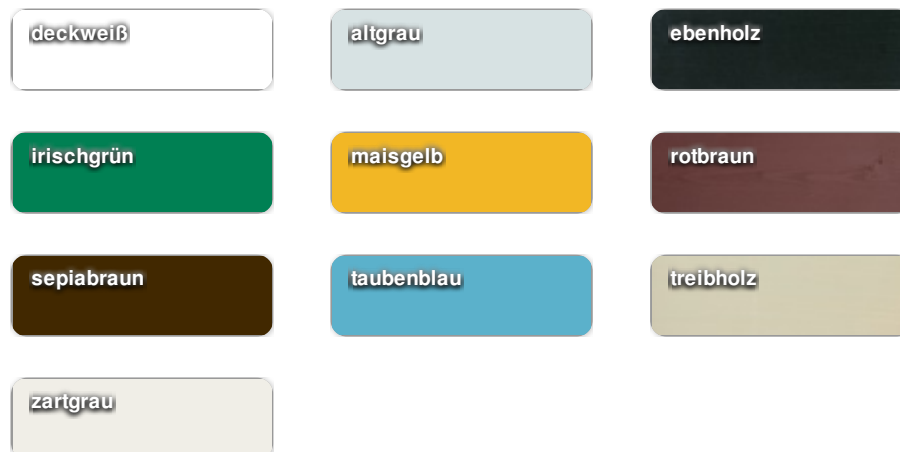 deckweiß
altgrau
ebenholz
irischgrün
maisgelb
rotbraun
sepiabraun
taubenblau
treibholz
zartgrau